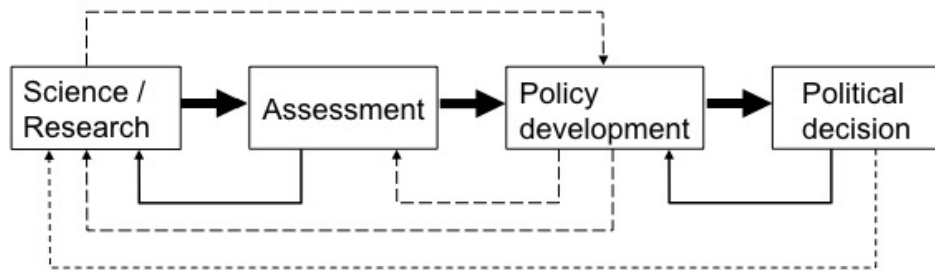 Science /
Research
Assessment
Policy
development
Political
decision